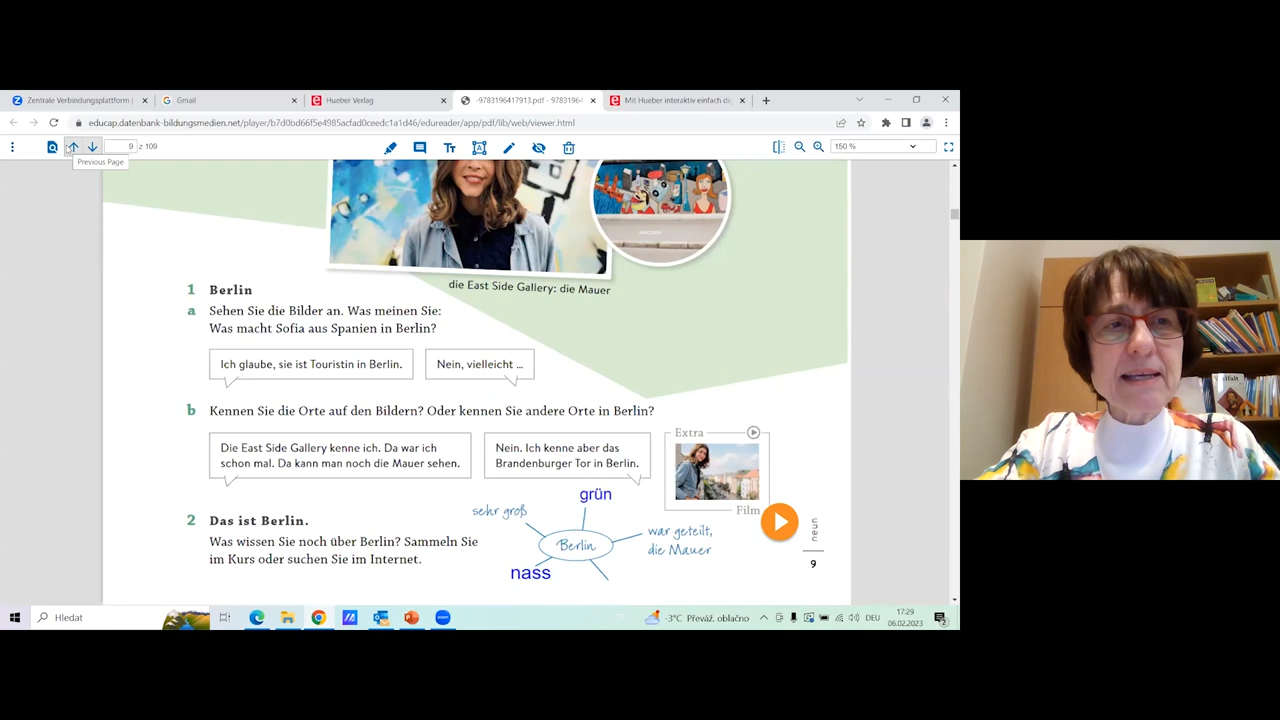 Zentrale Verbindungsplattform |
Gmail
Hueber Verlag
-9783196417913.pdf - 97831964
Mit Hueber interaktiv einfach dig
educap.datenbank-bildungsmedien.net/player/b7d0bd66f5e4985acfad0ceedc1a1d46/edureader/app/pdf/lib/web/viewer.html
9 z 109
150 %
Previous Page
die East Side Gallery: die Mauer
1 Berlin
a Sehen Sie die Bilder an. Was meinen Sie:
Was macht Sofia aus Spanien in Berlin?
Ich glaube, sie ist Touristin in Berlin.
Nein, vielleicht ...
b Kennen Sie die Orte auf den Bildern? Oder kennen Sie andere Orte in Berlin?
Die East Side Gallery kenne ich. Da war ich
schon mal. Da kann man noch die Mauer sehen.
Nein. Ich kenne aber das
Brandenburger Tor in Berlin.
Extra
Film
2 Das ist Berlin.
Was wissen Sie noch über Berlin? Sammeln Sie
im Kurs oder suchen Sie im Internet.
sehr groß
grün
Berlin
war geteilt,
die Mauer
nass
neun
9
Hledat
-3°C Převáž. oblačno
DEU
17:29
06.02.2023
2